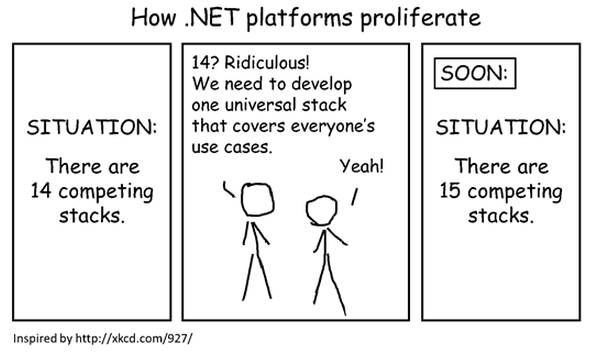 How .NET platforms proliferate
SITUATION:
There are
14 competing
stacks.
14? Ridiculous!
We need to develop
one universal stack
that covers everyone's
use cases.
Yeah!
SOON:
SITUATION:
There are
15 competing
stacks.
Inspired by http://xkcd.com/927/